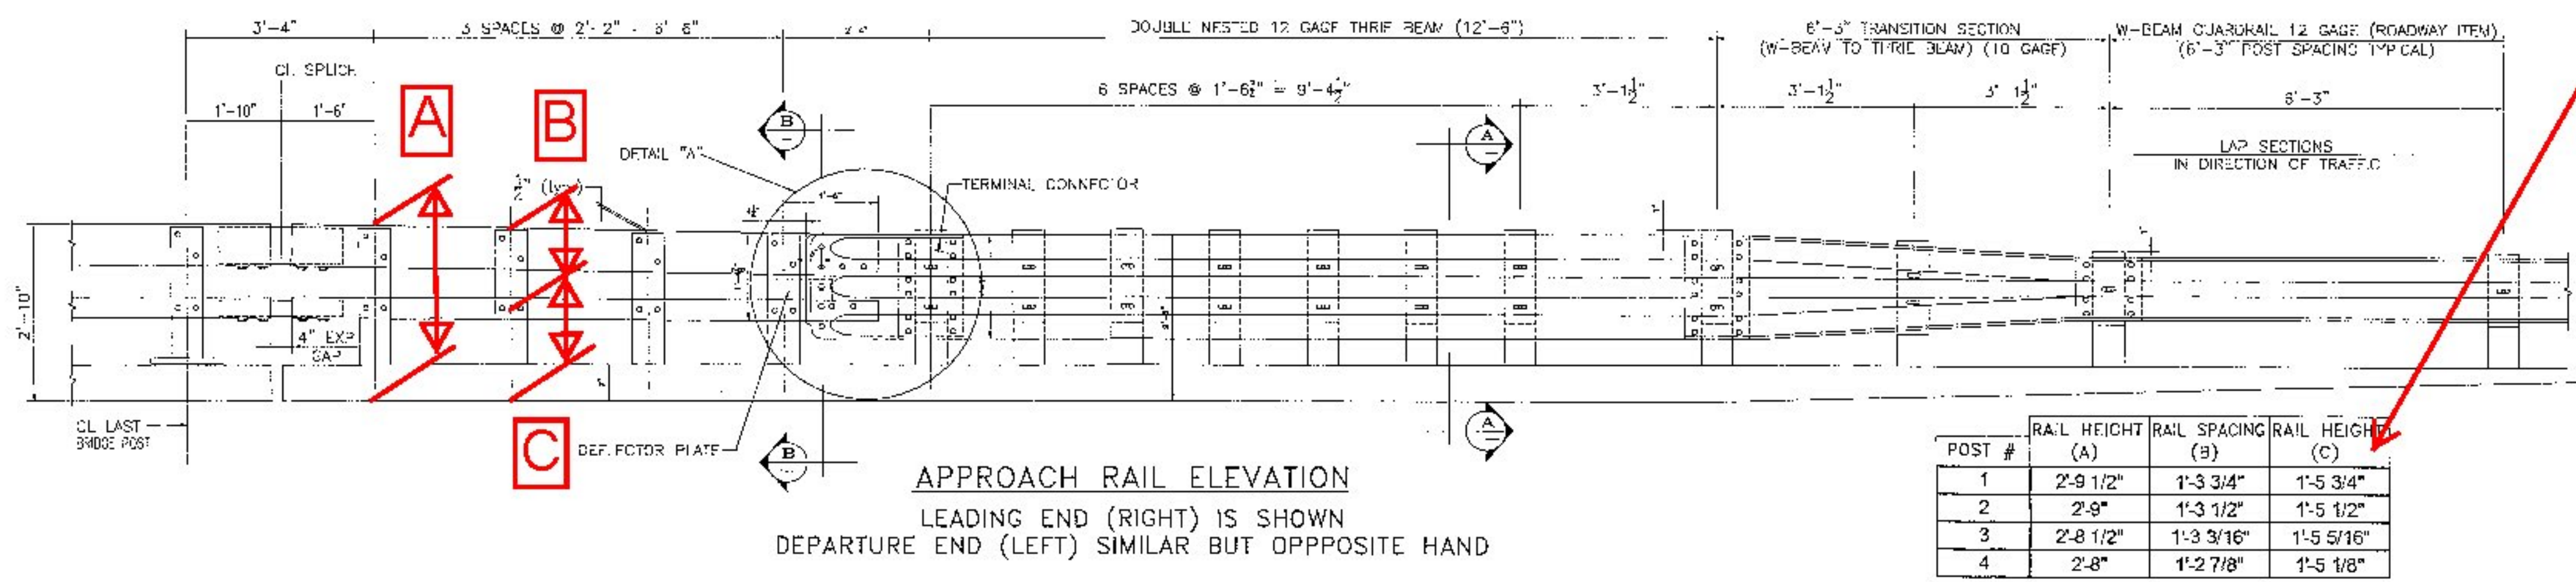 3'-4"
3 SPACES @ 2'-2" - 6'-6"
DOUBLE NESTED 12 GAGE THRIE BEAM (12'-6")
6'-3" TRANSITION SECTION
(W-BEAM TO THRIE BEAM) (10 GAGE)
W-BEAM GUARDRAIL 12 GAGE (ROADWAY ITEM)
(6'-3" POST SPACING TYPICAL)
CL SPLICE
1'-10"
1'-6"
A
B
B
6 SPACES @ 1'-6 3/4" = 9'-4 1/2"
3'-1 1/2"
3'-1 1/2"
3'-1 1/2"
6'-3"
A
DETAIL "A"
LAP SECTIONS
IN DIRECTION OF TRAFFIC
1/2" (typ)
TERMINAL CONNECTOR
2'-10"
4" EXP
GAP
CL LAST
BRIDGE POST
C
DEFLECTOR PLATE
B
A
APPROACH RAIL ELEVATION
LEADING END (RIGHT) IS SHOWN
DEPARTURE END (LEFT) SIMILAR BUT OPPPOSITE HAND
POST # RAIL HEIGHT (A) RAIL SPACING (B) RAIL HEIGHT (C)
1 2'-9 1/2" 1'-3 3/4" 1'-5 3/4"
2 2'-9" 1'-3 1/2" 1'-5 1/2"
3 2'-8 1/2" 1'-3 3/16" 1'-5 5/16"
4 2'-8" 1'-2 7/8" 1'-5 1/8"